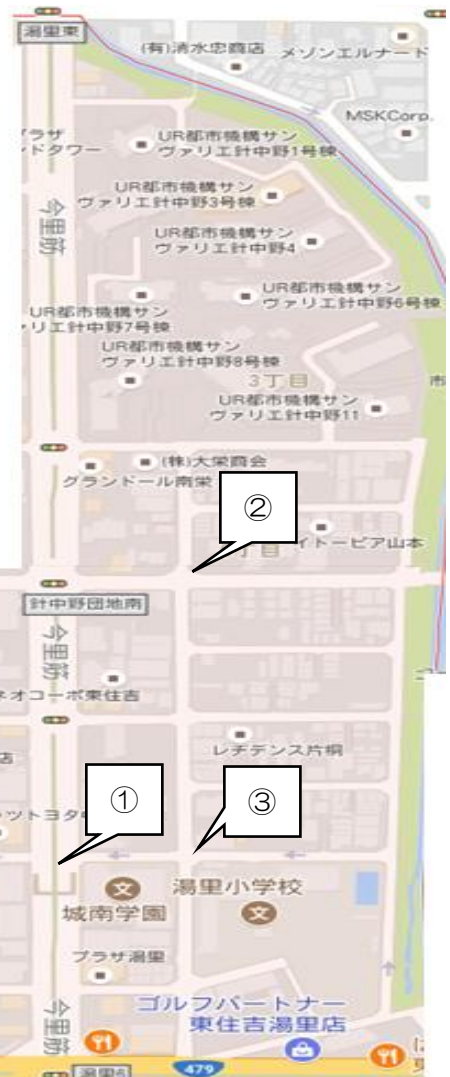 湯里東
(有)清水忠商店
メゾンエルナード
MSKCorp.
プラザ
ドタワー
UR都市機構サン
ヴァリエ針中野1号棟
UR都市機構サン
ヴァリエ針中野3号棟
今里筋
UR都市機構サン
ヴァリエ針中野4
UR都市機構サン
ヴァリエ針中野6号棟
UR都市機構サン
ァリエ針中野7号棟
UR都市機構サン
ヴァリエ針中野8号棟
3丁目
市
UR都市機構サン
ヴァリエ針中野11
(株)大栄商会
グランドール南栄
②
丁目
イトーピア山本
針中野団地南
今里筋
ネオコーポ東住吉
レヂデンス片桐
店
①
③
ットヨタ
湯里小学校
城南学園
プラザ湯里
ゴルフパートナー
東住吉湯里店
今里筋
479
湯里6